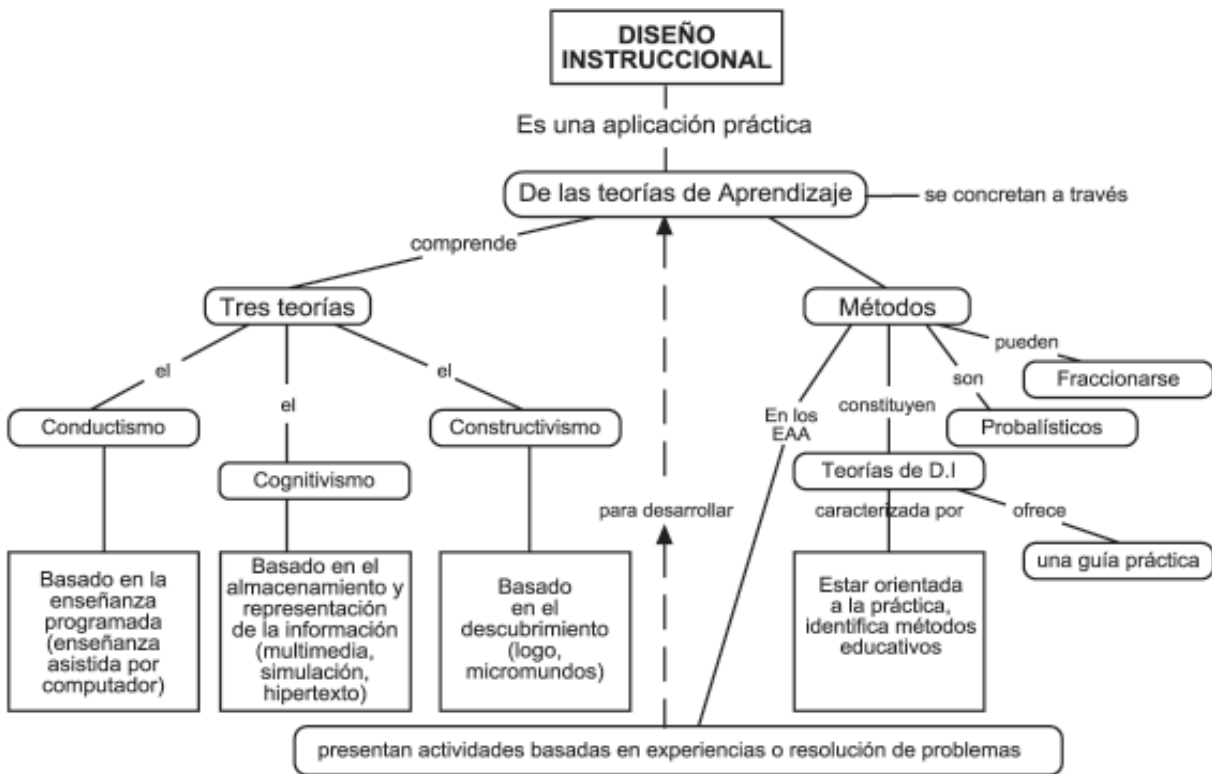 DISEÑO
INSTRUCCIONAL
Es una aplicación práctica
De las teorías de Aprendizaje
se concretan a través
comprende
Tres teorías
Métodos
el
el
el
Conductismo
Cognitivismo
Constructivismo
Basado en la
enseñanza
programada
(enseñanza
asistida por
computador)
Basado en el
almacenamiento y
representación
de la información
(multimedia,
simulación,
hipertexto)
Basado
en el
descubrimiento
(logo,
micromundos)
para desarrollar
En los
EAA
constituyen
son
pueden
Fraccionarse
Probalísticos
Teorías de D.I
caracterizada por
ofrece
una guía práctica
Estar orientada
a la práctica,
identifica métodos
educativos
presentan actividades basadas en experiencias o resolución de problemas